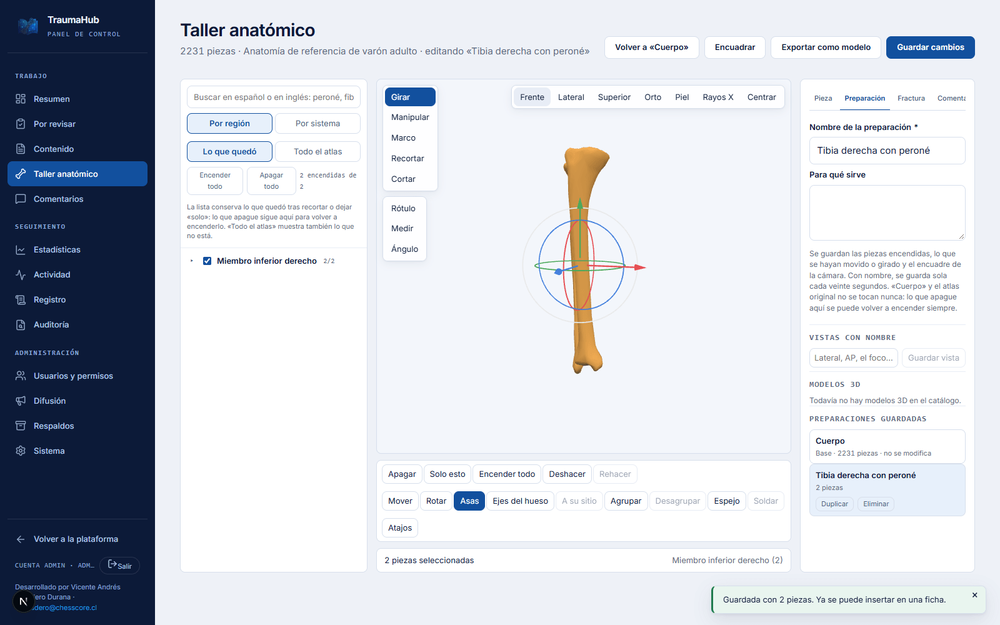 TraumaHub
PANEL DE CONTROL
TRABAJO
Resumen
Por revisar
Contenido
Taller anatómico
Comentarios
SEGUIMIENTO
Estadísticas
Actividad
Registro
Auditoría
ADMINISTRACIÓN
Usuarios y permisos
Difusión
Respaldos
Sistema
Volver a la plataforma
CUENTA ADMIN · ADM…
Salir
Desarrollado por Vicente Andrés
Durana ·
@chesscore.cl
N
Taller anatómico
2231 piezas · Anatomía de referencia de varón adulto · editando «Tibia derecha con peroné»
Volver a «Cuerpo»
Encuadrar
Exportar como modelo
Guardar cambios
Buscar en español o en inglés: peroné, fib
Por región
Por sistema
Lo que quedó
Todo el atlas
Encender todo
Apagar todo
2 encendidas de 2
La lista conserva lo que quedó tras recortar o dejar
«solo»: lo que apague sigue aquí para volver a
encenderlo. «Todo el atlas» muestra también lo que
no está.
Miembro inferior derecho 2/2
Girar
Manipular
Marco
Recortar
Cortar
Rótulo
Medir
Ángulo
Frente
Lateral
Superior
Orto
Piel
Rayos X
Centrar
Apagar
Solo esto
Encender todo
Deshacer
Rehacer
Mover
Rotar
Asas
Ejes del hueso
A su sitio
Agrupar
Desagrupar
Espejo
Soldar
Atajos
2 piezas seleccionadas
Miembro inferior derecho (2)
Pieza
Preparación
Fractura
Comenta
Nombre de la preparación *
Tibia derecha con peroné
Para qué sirve
Se guardan las piezas encendidas, lo que
se hayan movido o girado y el encuadre de
la cámara. Con nombre, se guarda sola
cada veinte segundos. «Cuerpo» y el atlas
original no se tocan nunca: lo que apague
aquí se puede volver a encender siempre.
VISTAS CON NOMBRE
Lateral, AP, el foco...
Guardar vista
MODELOS 3D
Todavía no hay modelos 3D en el catálogo.
PREPARACIONES GUARDADAS
Cuerpo
Base · 2231 piezas · no se modifica
Tibia derecha con peroné
2 piezas
Duplicar
Eliminar
Guardada con 2 piezas. Ya se puede insertar en una ficha.
×